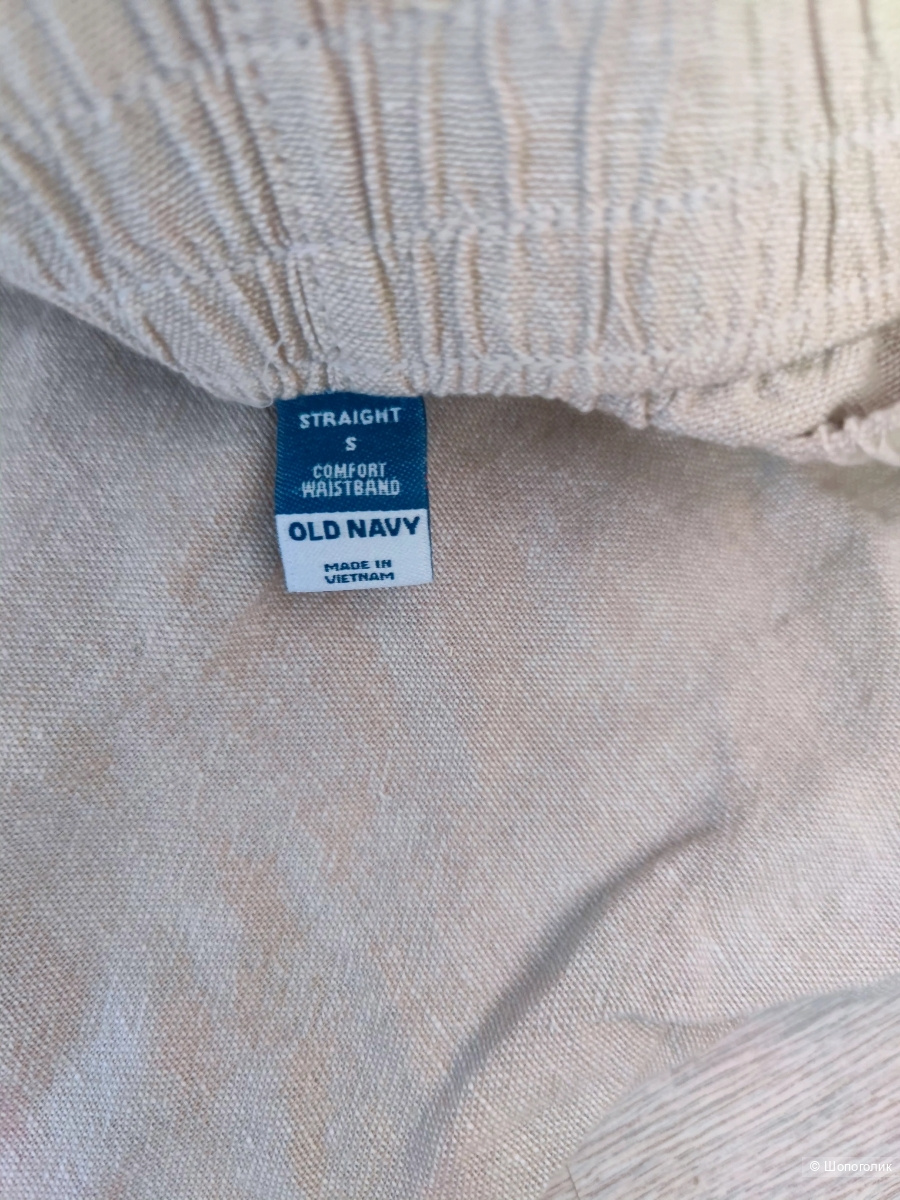 STRAIGHT
S
COMFORT
WAISTBAND
OLD NAVY
MADE IN
VIETNAM
© Шопоголик